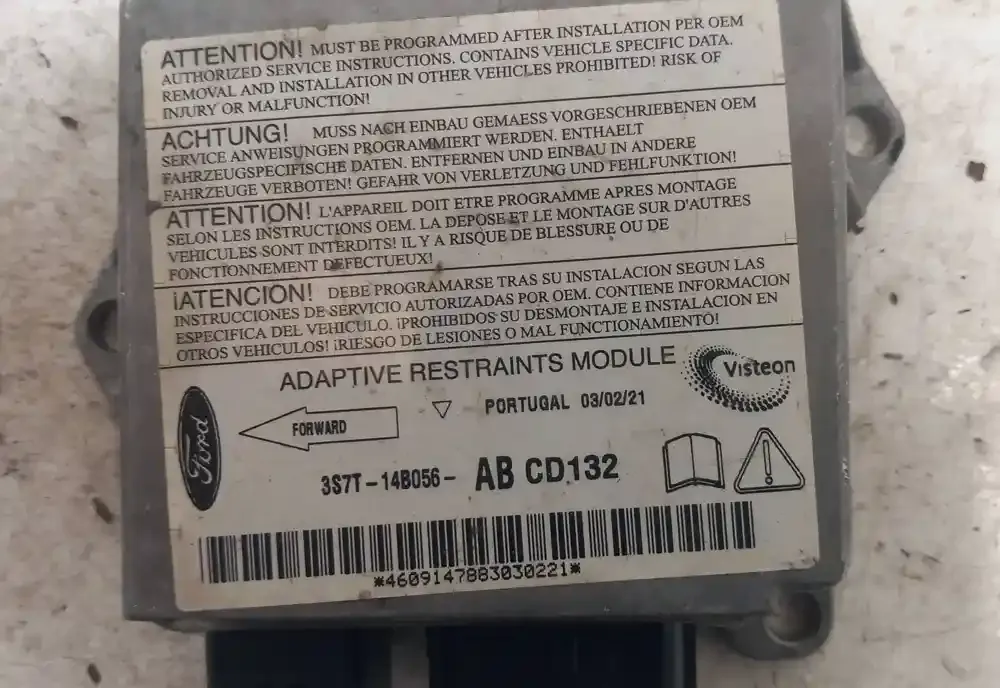 ATTENTION! MUST BE PROGRAMMED AFTER INSTALLATION PER OEM
AUTHORIZED SERVICE INSTRUCTIONS. CONTAINS VEHICLE SPECIFIC DATA.
REMOVAL AND INSTALLATION IN OTHER VEHICLES PROHIBITED! RISK OF
INJURY OR MALFUNCTION!
ACHTUNG! MUSS NACH EINBAU GEMAESS VORGESCHRIEBENEN OEM
SERVICE ANWEISUNGEN PROGRAMMIERT WERDEN. ENTHAELT
FAHRZEUGSPEZIFISCHE DATEN. ENTFERNEN UND EINBAU IN ANDERE
FAHRZEUGE VERBOTEN! GEFAHR VON VERLETZUNG UND FEHLFUNKTION!
ATTENTION! L'APPAREIL DOIT ETRE PROGRAMME APRES MONTAGE
SELON LES INSTRUCTIONS OEM. LA DEPOSE ET LE MONTAGE SUR D'AUTRES
VEHICULES SONT INTERDITS! IL Y A RISQUE DE BLESSURE OU DE
FONCTIONNEMENT DEFECTUEUX!
¡ATENCION! DEBE PROGRAMARSE TRAS SU INSTALACION SEGUN LAS
INSTRUCCIONES DE SERVICIO AUTORIZADAS POR OEM. CONTIENE INFORMACION
ESPECIFICA DEL VEHICULO. ¡PROHIBIDOS SU DESMONTAJE E INSTALACION EN
OTROS VEHICULOS! ¡RIESGO DE LESIONES O MAL FUNCIONAMIENTO!
ADAPTIVE RESTRAINTS MODULE
Visteon
PORTUGAL 03/02/21
Ford
FORWARD
3S7T-14B056- AB CD132
*4609147883030221*